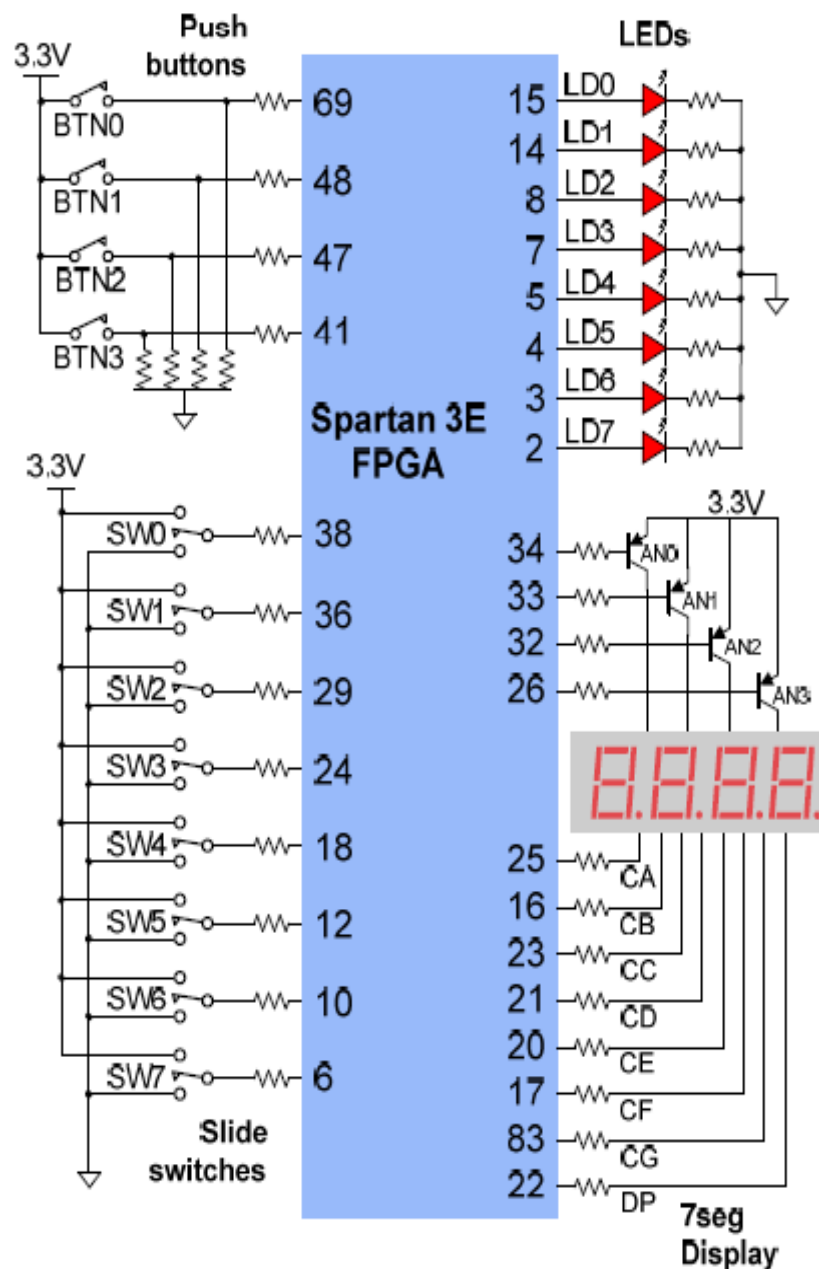 Push
buttons
3.3V
BTN0
BTN1
BTN2
BTN3
69
48
47
41
LEDs
15 LD0
14 LD1
8 LD2
7 LD3
5 LD4
4 LD5
3 LD6
2 LD7
Spartan 3E
FPGA
3.3V
SW0 38
SW1 36
SW2 29
SW3 24
SW4 18
SW5 12
SW6 10
SW7 6
Slide
switches
3.3V
34 AN0
33 AN1
32 AN2
26 AN3
8.8.8.8.
25 CA
16 CB
23 CC
21 CD
20 CE
17 CF
83 CG
22 DP
7seg
Display